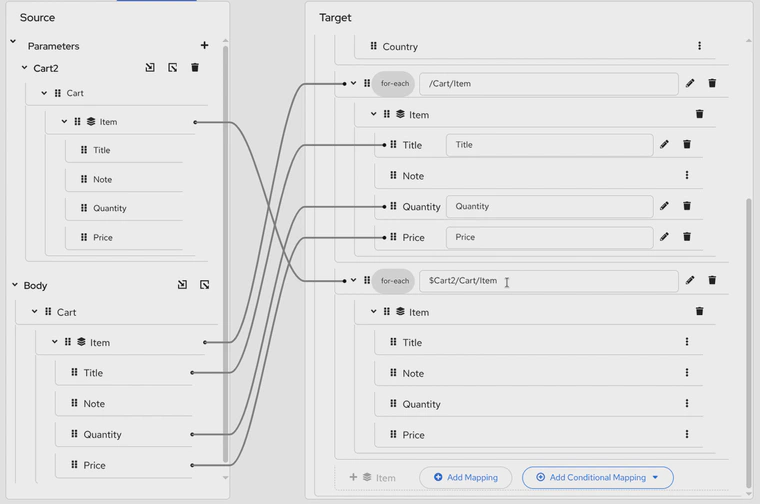 Source
Parameters
Cart2
Cart
Item
Title
Note
Quantity
Price
Body
Cart
Item
Title
Note
Quantity
Price
Target
Country
for-each /Cart/Item
Item
Title Title
Note
Quantity Quantity
Price Price
for-each $Cart2/Cart/Item
Item
Title
Note
Quantity
Price
Item Add Mapping Add Conditional Mapping